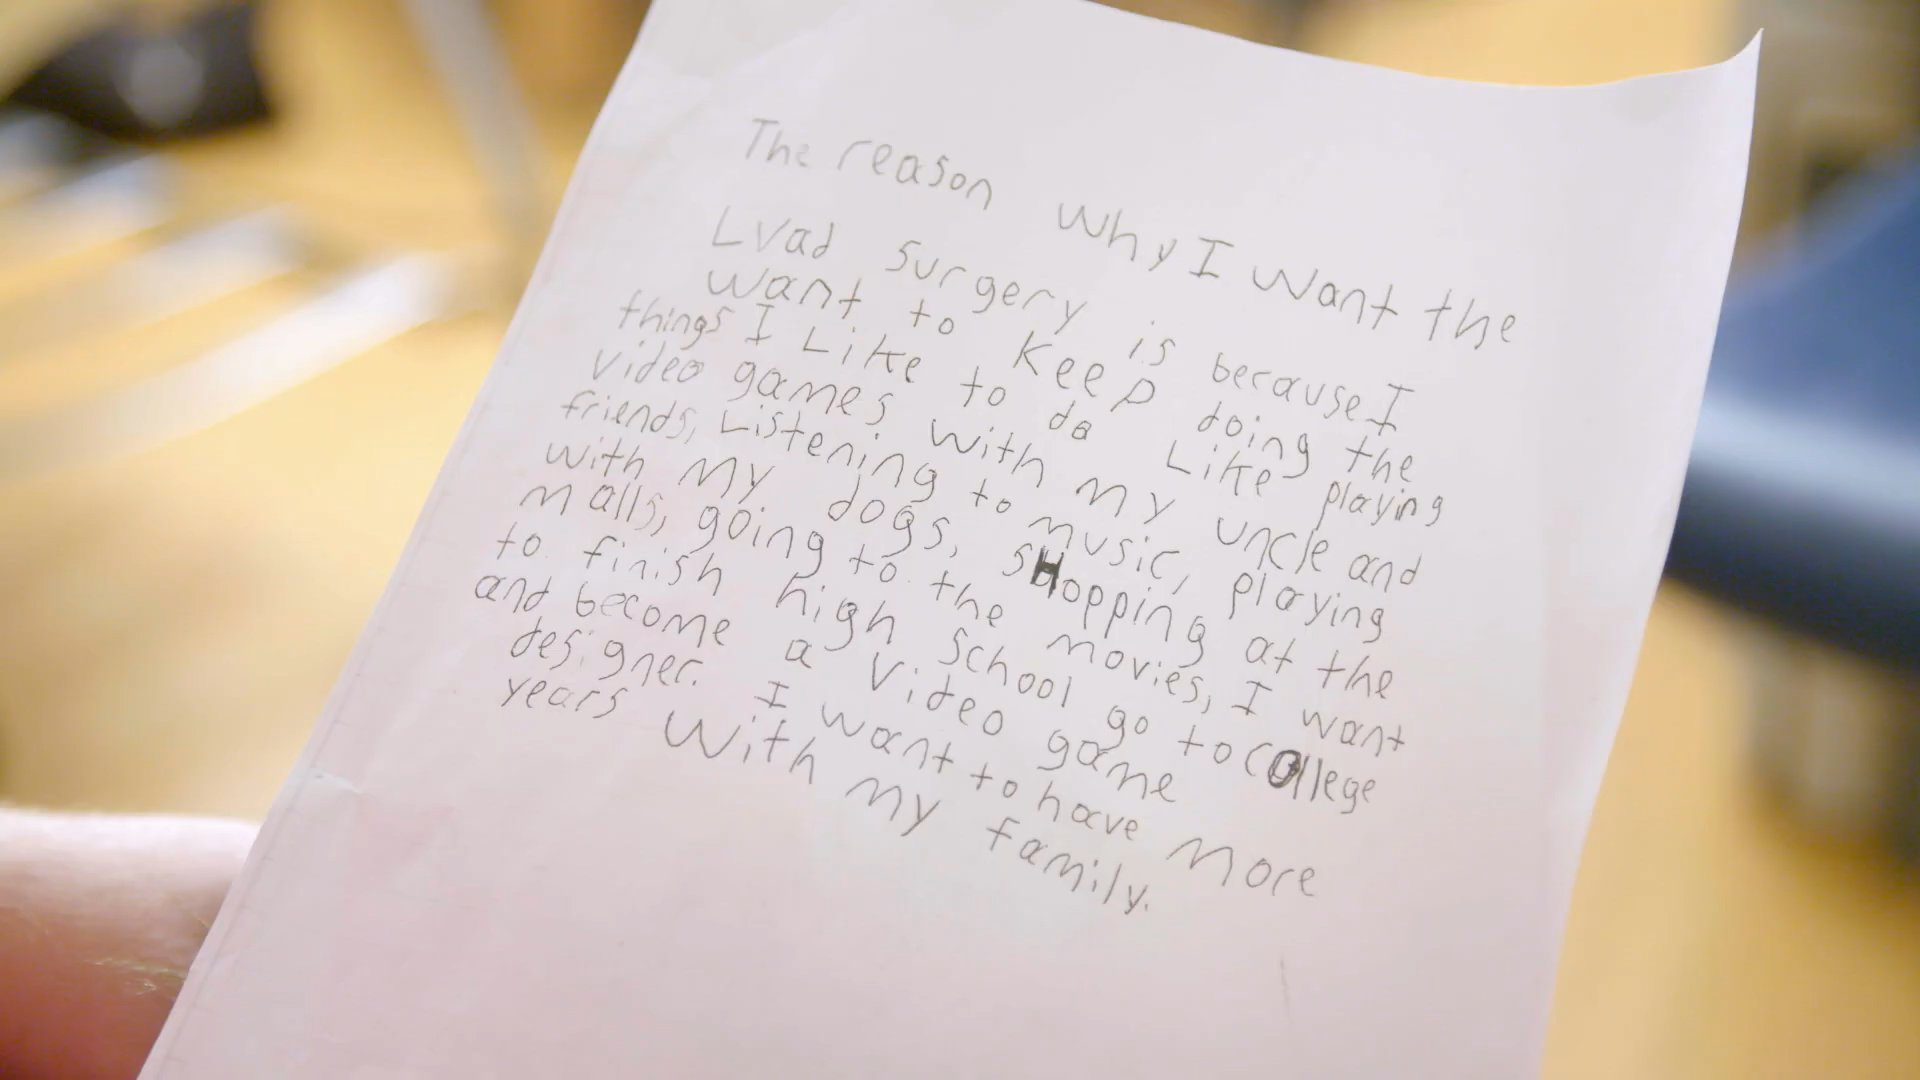 The reason why I want the
Lvad surgery is because I
want to keep doing the
things I Like to do Like playing
video games with my uncle and
friends, Listening to music, playing
with my dogs, sHopping at the
malls, going to the movies, I want
to finish high school go to college
and become a video game
designer. I want to have more
years with my family.